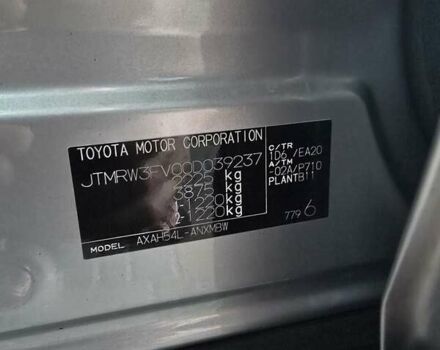 TOYOTA MOTOR CORPORATION
JTMRW3FV00D039237
2225 kg
3875 kg
1-1220 kg
2-1220 kg
MODEL AXAH54L-ANXMBW
C/TR
1D6 /EA20
A/TM
-02A/P710
PLANT B11
779 6